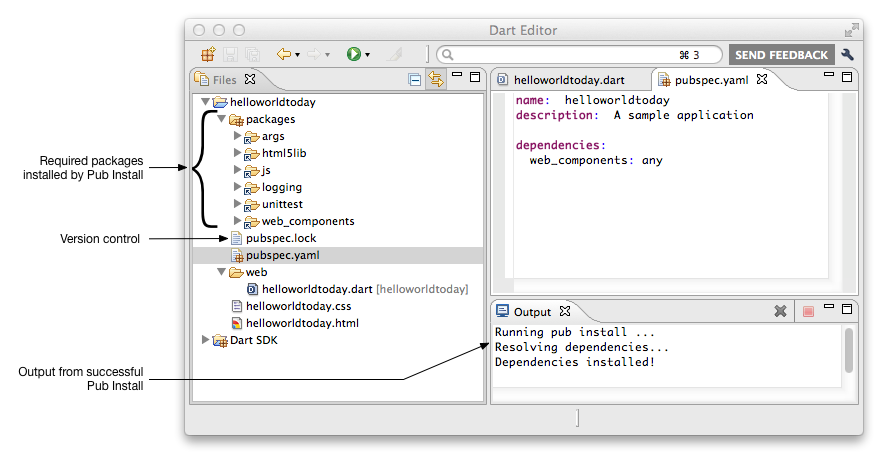 Dart Editor
⌘ 3
SEND FEEDBACK
Files
helloworldtoday
packages
args
html5lib
js
logging
unittest
web_components
pubspec.lock
pubspec.yaml
web
helloworldtoday.dart [helloworldtoday]
helloworldtoday.css
helloworldtoday.html
Dart SDK
Required packages
installed by Pub Install
Version control
Output from successful
Pub Install
helloworldtoday.dart
pubspec.yaml
name: helloworldtoday
description: A sample application
dependencies:
web_components: any
Output
Running pub install ...
Resolving dependencies...
Dependencies installed!